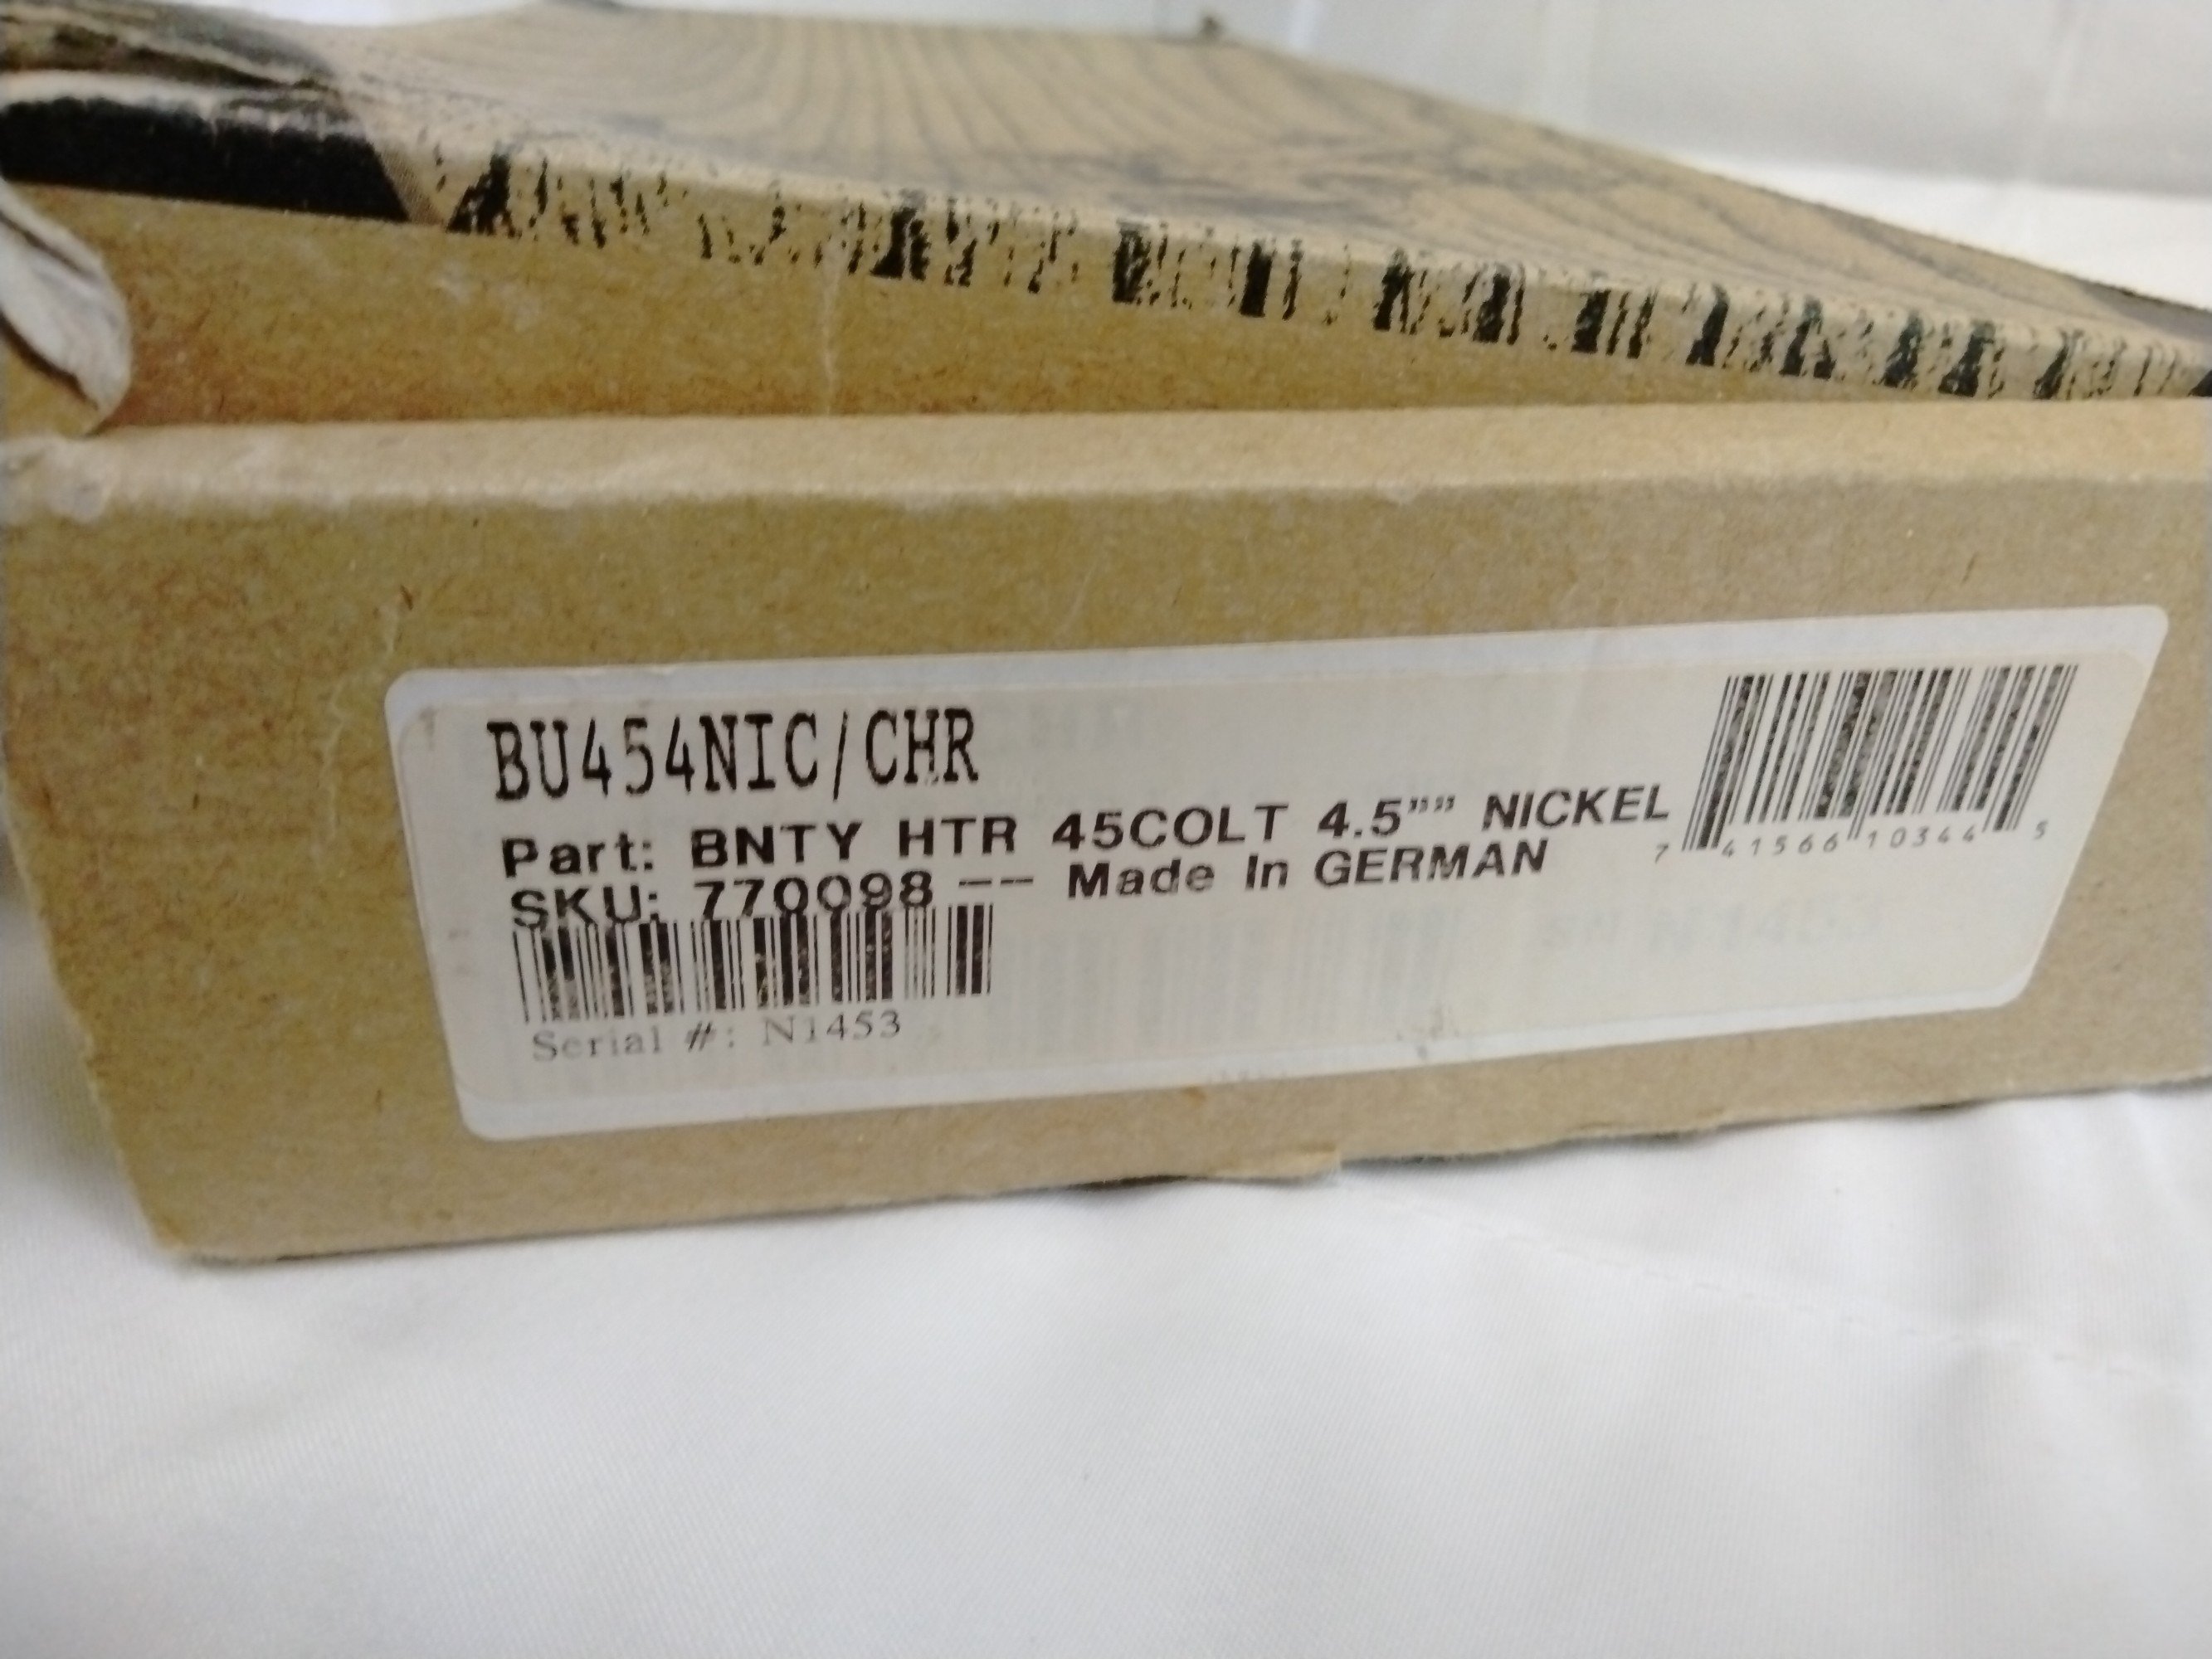 BU454NIC/CHR
Part: BNTY HTR 45COLT 4.5"" NICKEL
SKU: 770098 -- Made In GERMAN
Serial #: N1453
7 41566 10344 5